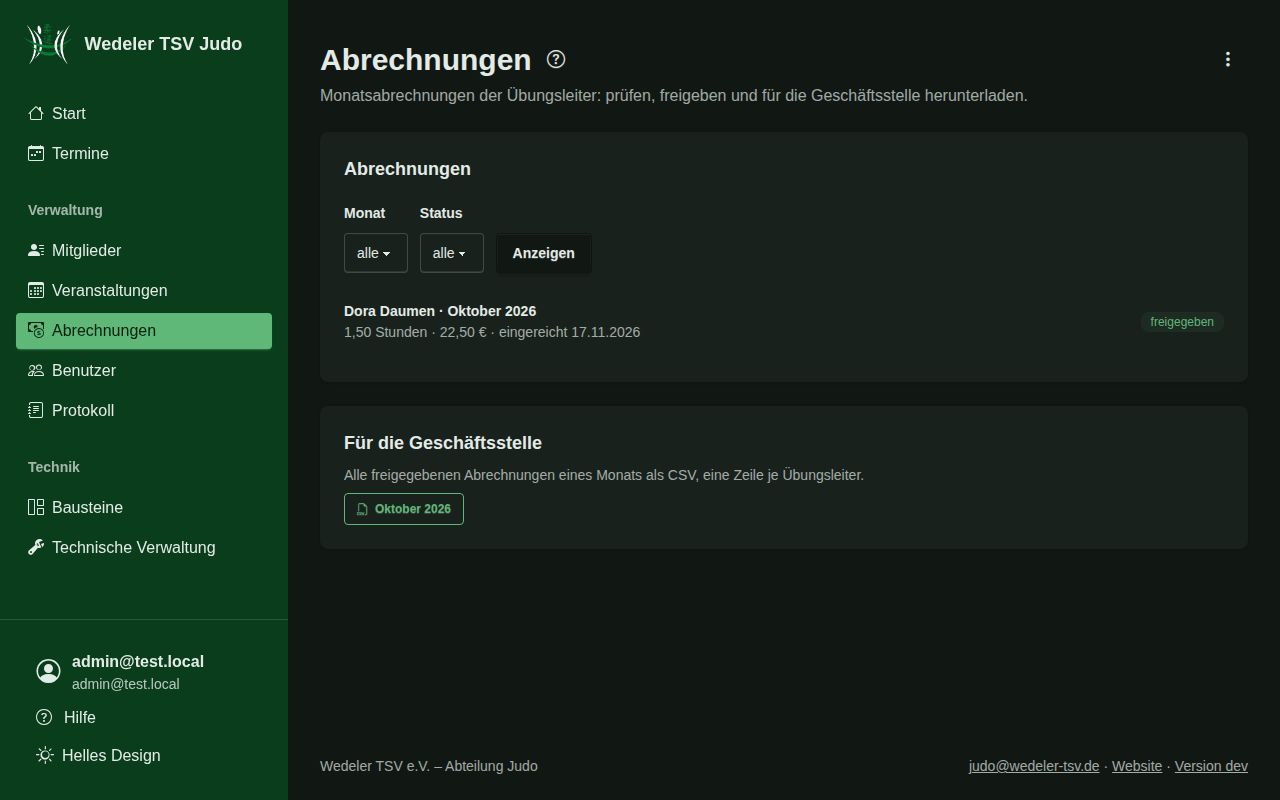 Wedeler TSV Judo
Start
Termine
Verwaltung
Mitglieder
Veranstaltungen
Abrechnungen
Benutzer
Protokoll
Technik
Bausteine
Technische Verwaltung
admin@test.local
admin@test.local
Hilfe
Helles Design
Abrechnungen
Monatsabrechnungen der Übungsleiter: prüfen, freigeben und für die Geschäftsstelle herunterladen.
Abrechnungen
Monat Status
alle alle Anzeigen
Dora Daumen · Oktober 2026
1,50 Stunden · 22,50 € · eingereicht 17.11.2026
freigegeben
Für die Geschäftsstelle
Alle freigegebenen Abrechnungen eines Monats als CSV, eine Zeile je Übungsleiter.
Oktober 2026
Wedeler TSV e.V. – Abteilung Judo
judo@wedeler-tsv.de · Website · Version dev